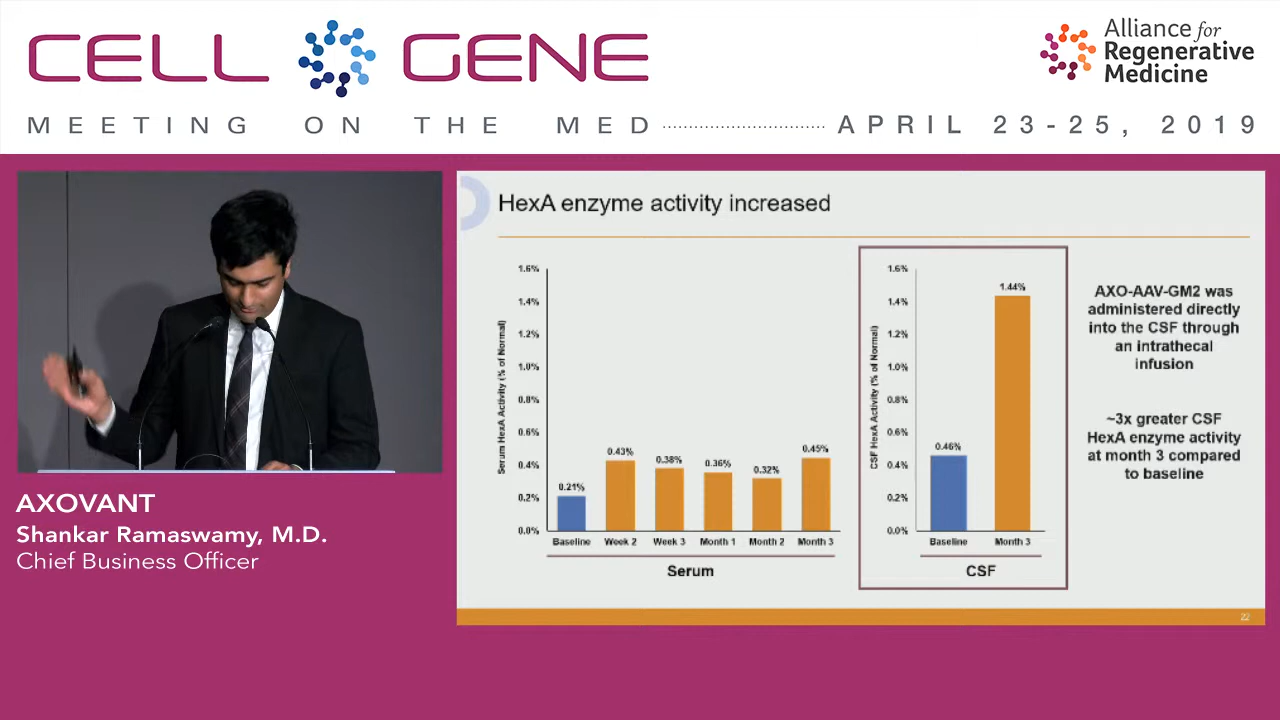 CELL GENE
MEETING ON THE MED
APRIL 23-25, 2019
Alliance for
Regenerative
Medicine
AXOVANT
Shankar Ramaswamy, M.D.
Chief Business Officer
HexA enzyme activity increased
Serum HexA Activity (% of Normal)
1.6%
1.4%
1.2%
1.0%
0.8%
0.6%
0.4%
0.2%
0.0%
0.21%
0.43%
0.38%
0.36%
0.32%
0.45%
Baseline Week 2 Week 3 Month 1 Month 2 Month 3
Serum
CSF HexA Activity (% of Normal)
1.6%
1.4%
1.2%
1.0%
0.8%
0.6%
0.4%
0.2%
0.0%
0.46%
1.44%
Baseline Month 3
CSF
AXO-AAV-GM2 was
administered directly
into the CSF through
an intrathecal
infusion
~3x greater CSF
HexA enzyme activity
at month 3 compared
to baseline
22